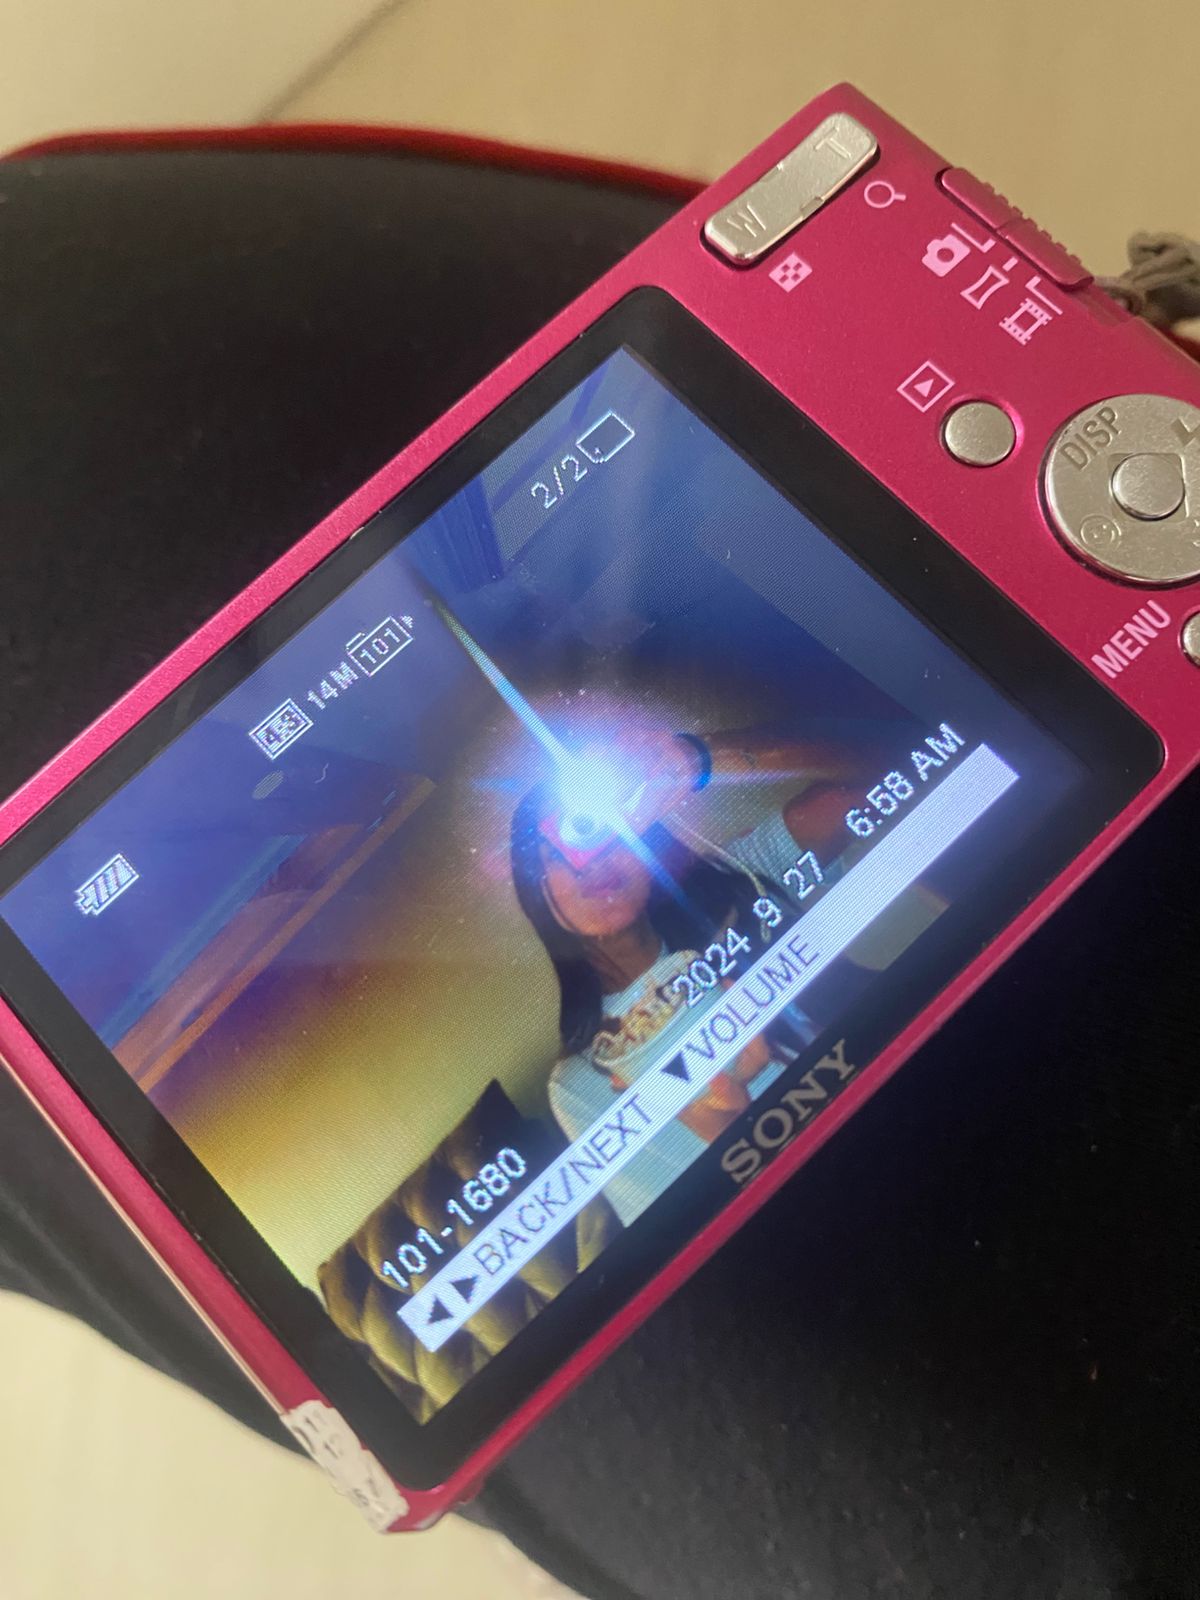 W T
DISP
MENU
2/2
14M 101
101-1680
2024 9 27 6:58 AM
BACK/NEXT VOLUME
SONY